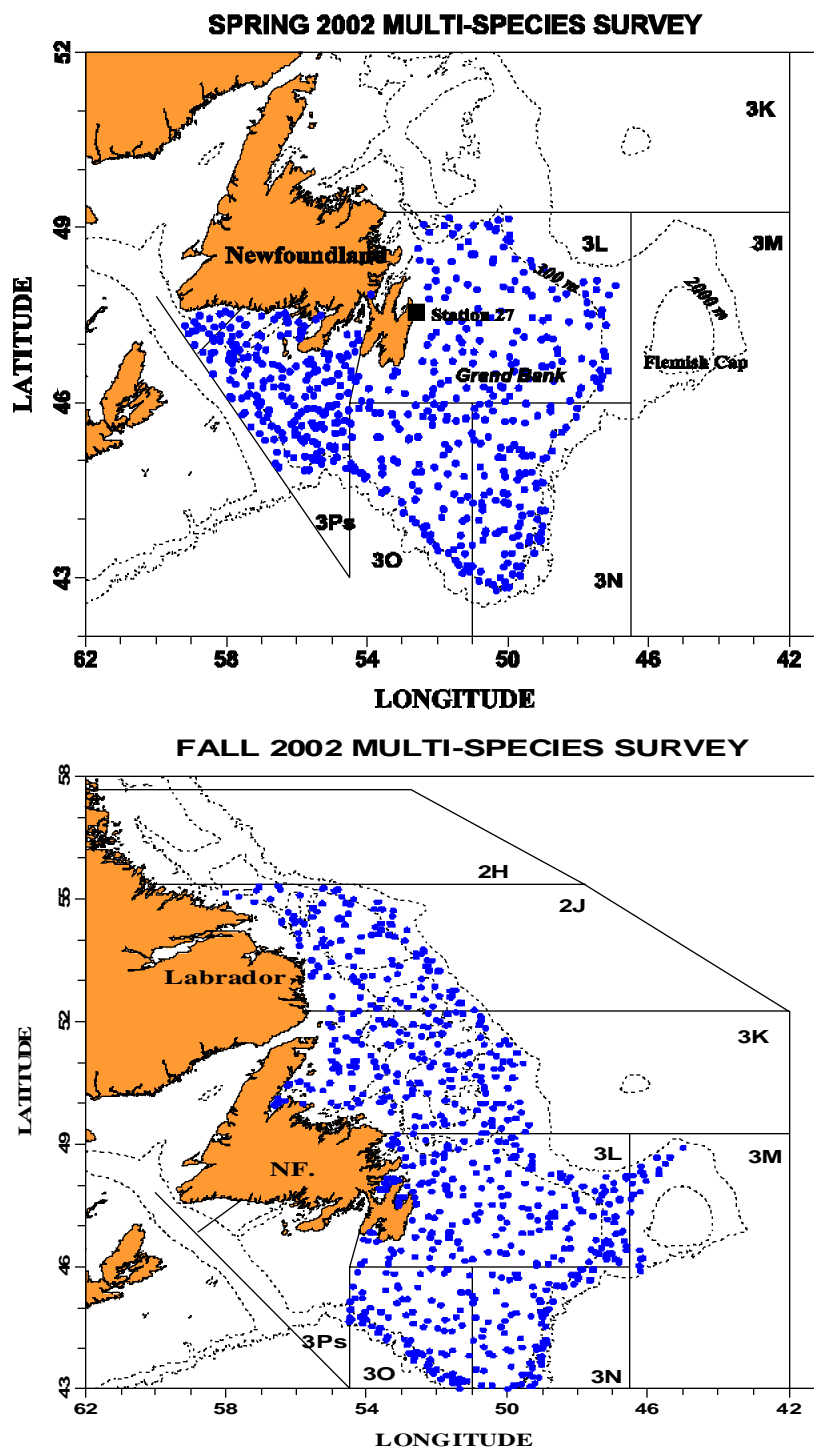 SPRING 2002 MULTI-SPECIES SURVEY
52
3K
49
3L
3M
Newfoundland
300 m
2000 m
Station 27
Flemish Cap
Grand Bank
LATITUDE
46
3Ps
3O
3N
43
62
58
54
50
46
42
LONGITUDE
FALL 2002 MULTI-SPECIES SURVEY
58
2H
55
2J
Labrador
52
3K
LATITUDE
49
3L
3M
NF.
46
3Ps
3O
3N
43
62
58
54
50
46
42
LONGITUDE